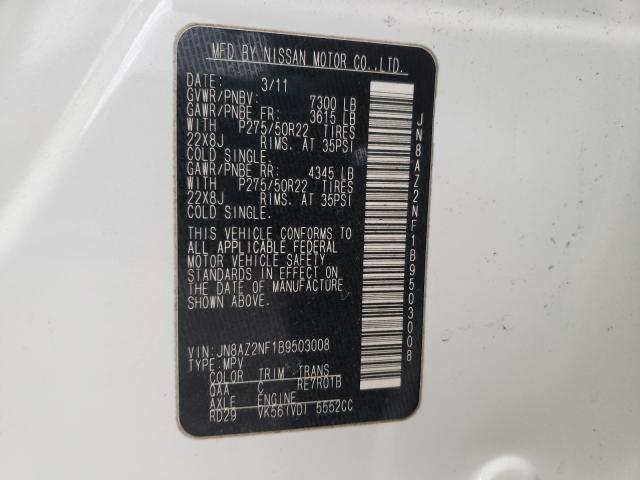 MFD BY NISSAN MOTOR CO.,LTD.
DATE: 3/11
GVWR/PNBV: 7300 LB
GAWR/PNBE FR: 3615 LB
WITH P275/50R22 TIRES
22X8J RIMS. AT 35PSI
COLD SINGLE.
GAWR/PNBE RR: 4345 LB
WITH P275/50R22 TIRES
22X8J RIMS. AT 35PSI
COLD SINGLE.
THIS VEHICLE CONFORMS TO
ALL APPLICABLE FEDERAL
MOTOR VEHICLE SAFETY
STANDARDS IN EFFECT ON
THE DATE OF MANUFACTURE
SHOWN ABOVE.
VIN: JN8AZ2NF1B9503008
TYPE: MPV
COLOR TRIM TRANS
QAA C RE7R01B
AXLE ENGINE
RD29 VK56(VD) 5552CC
JN8AZ2NF1B9503008